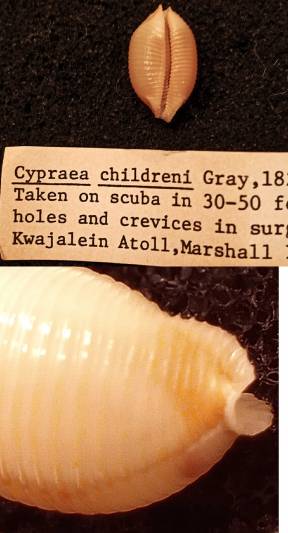 Cypraea childreni Gray,18
Taken on scuba in 30-50 f
holes and crevices in sur
Kwajalein Atoll,Marshall